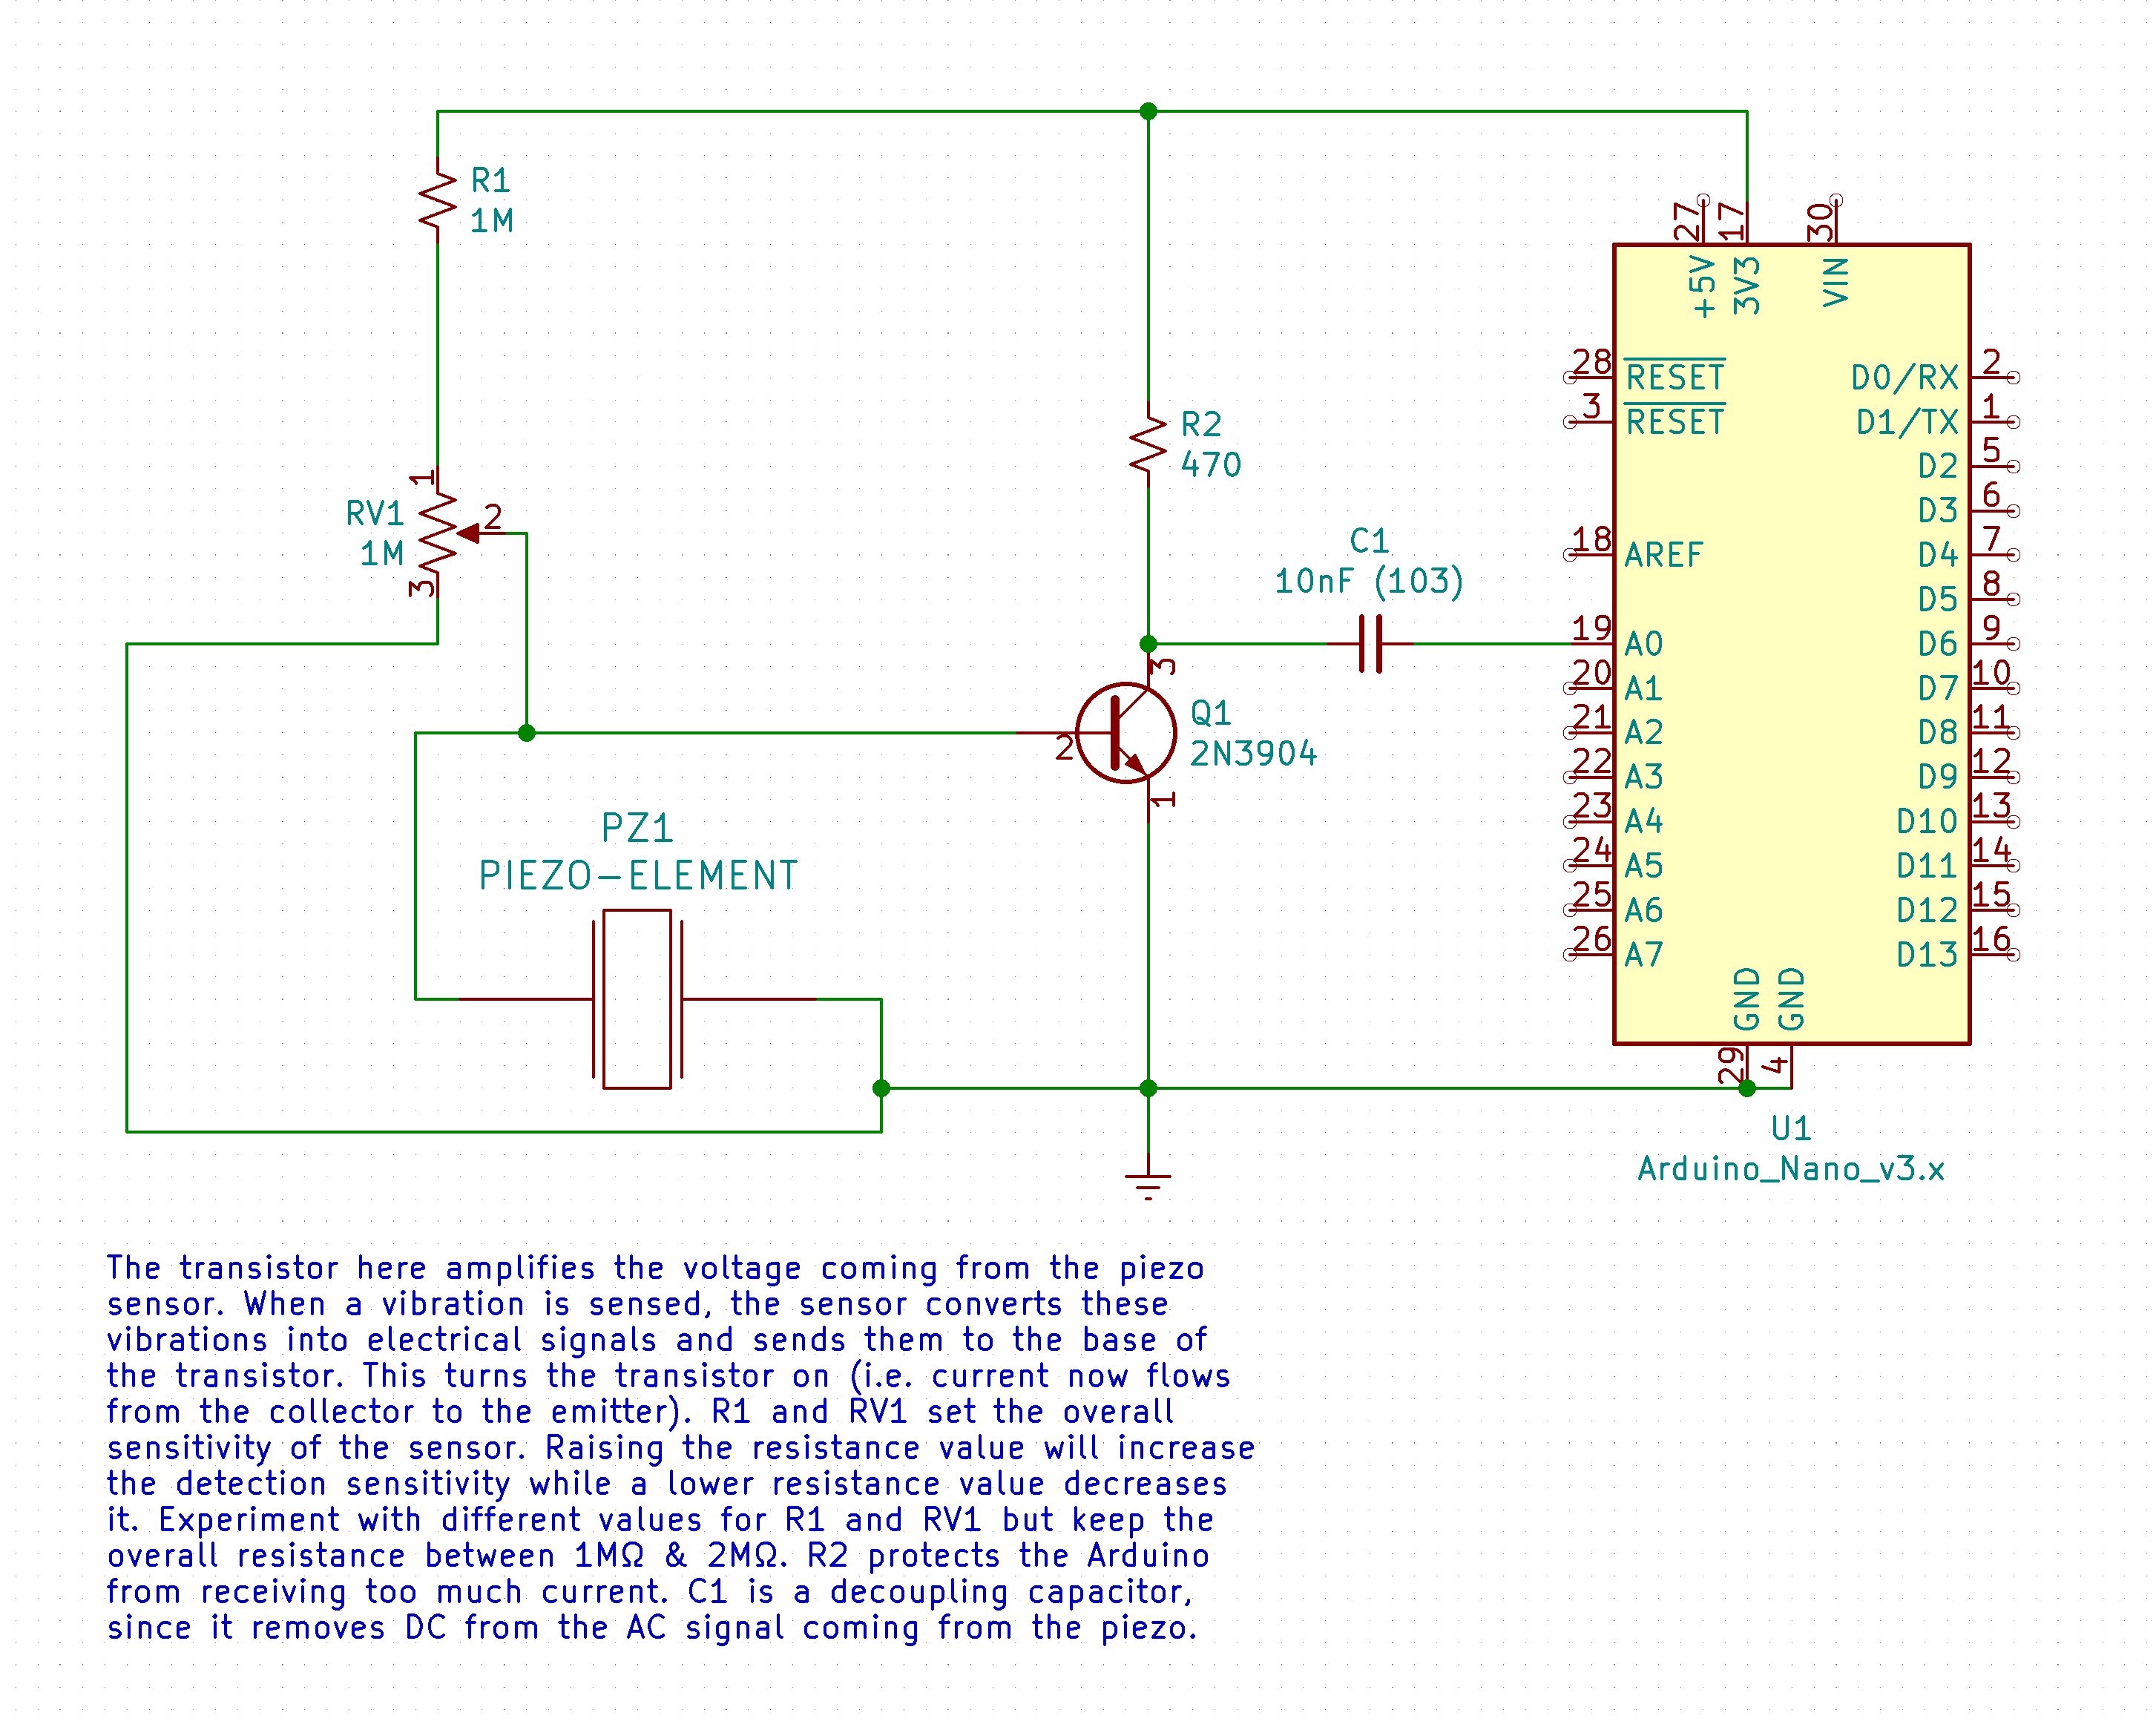 R1
1M
RV1
1M
1
2
3
R2
470
C1
10nF (103)
Q1
2N3904
3
2
1
PZ1
PIEZO-ELEMENT
27
17
30
+5V
3V3
VIN
28
RESET
3
RESET
18
AREF
19
A0
20
A1
21
A2
22
A3
23
A4
24
A5
25
A6
26
A7
D0/RX
2
D1/TX
1
D2
5
D3
6
D4
7
D5
8
D6
9
D7
10
D8
11
D9
12
D10
13
D11
14
D12
15
D13
16
GND
GND
29
4
U1
Arduino_Nano_v3.x
The transistor here amplifies the voltage coming from the piezo
sensor. When a vibration is sensed, the sensor converts these
vibrations into electrical signals and sends them to the base of
the transistor. This turns the transistor on (i.e. current now flows
from the collector to the emitter). R1 and RV1 set the overall
sensitivity of the sensor. Raising the resistance value will increase
the detection sensitivity while a lower resistance value decreases
it. Experiment with different values for R1 and RV1 but keep the
overall resistance between 1MΩ & 2MΩ. R2 protects the Arduino
from receiving too much current. C1 is a decoupling capacitor,
since it removes DC from the AC signal coming from the piezo.